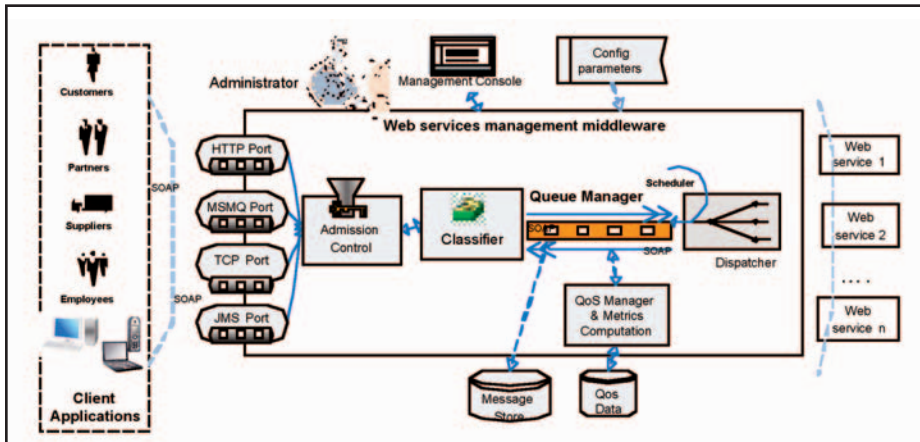 Customers
Partners
Suppliers
Employees
Client
Applications
SOAP
SOAP
Administrator
Management Console
Config
parameters
Web services management middleware
HTTP Port
MSMQ Port
TCP Port
JMS Port
Admission
Control
Classifier
Queue Manager
Scheduler
SOAP
SOAP
Dispatcher
QoS Manager
& Metrics
Computation
Message
Store
Qos
Data
Web
service 1
Web
service 2
....
Web
service n